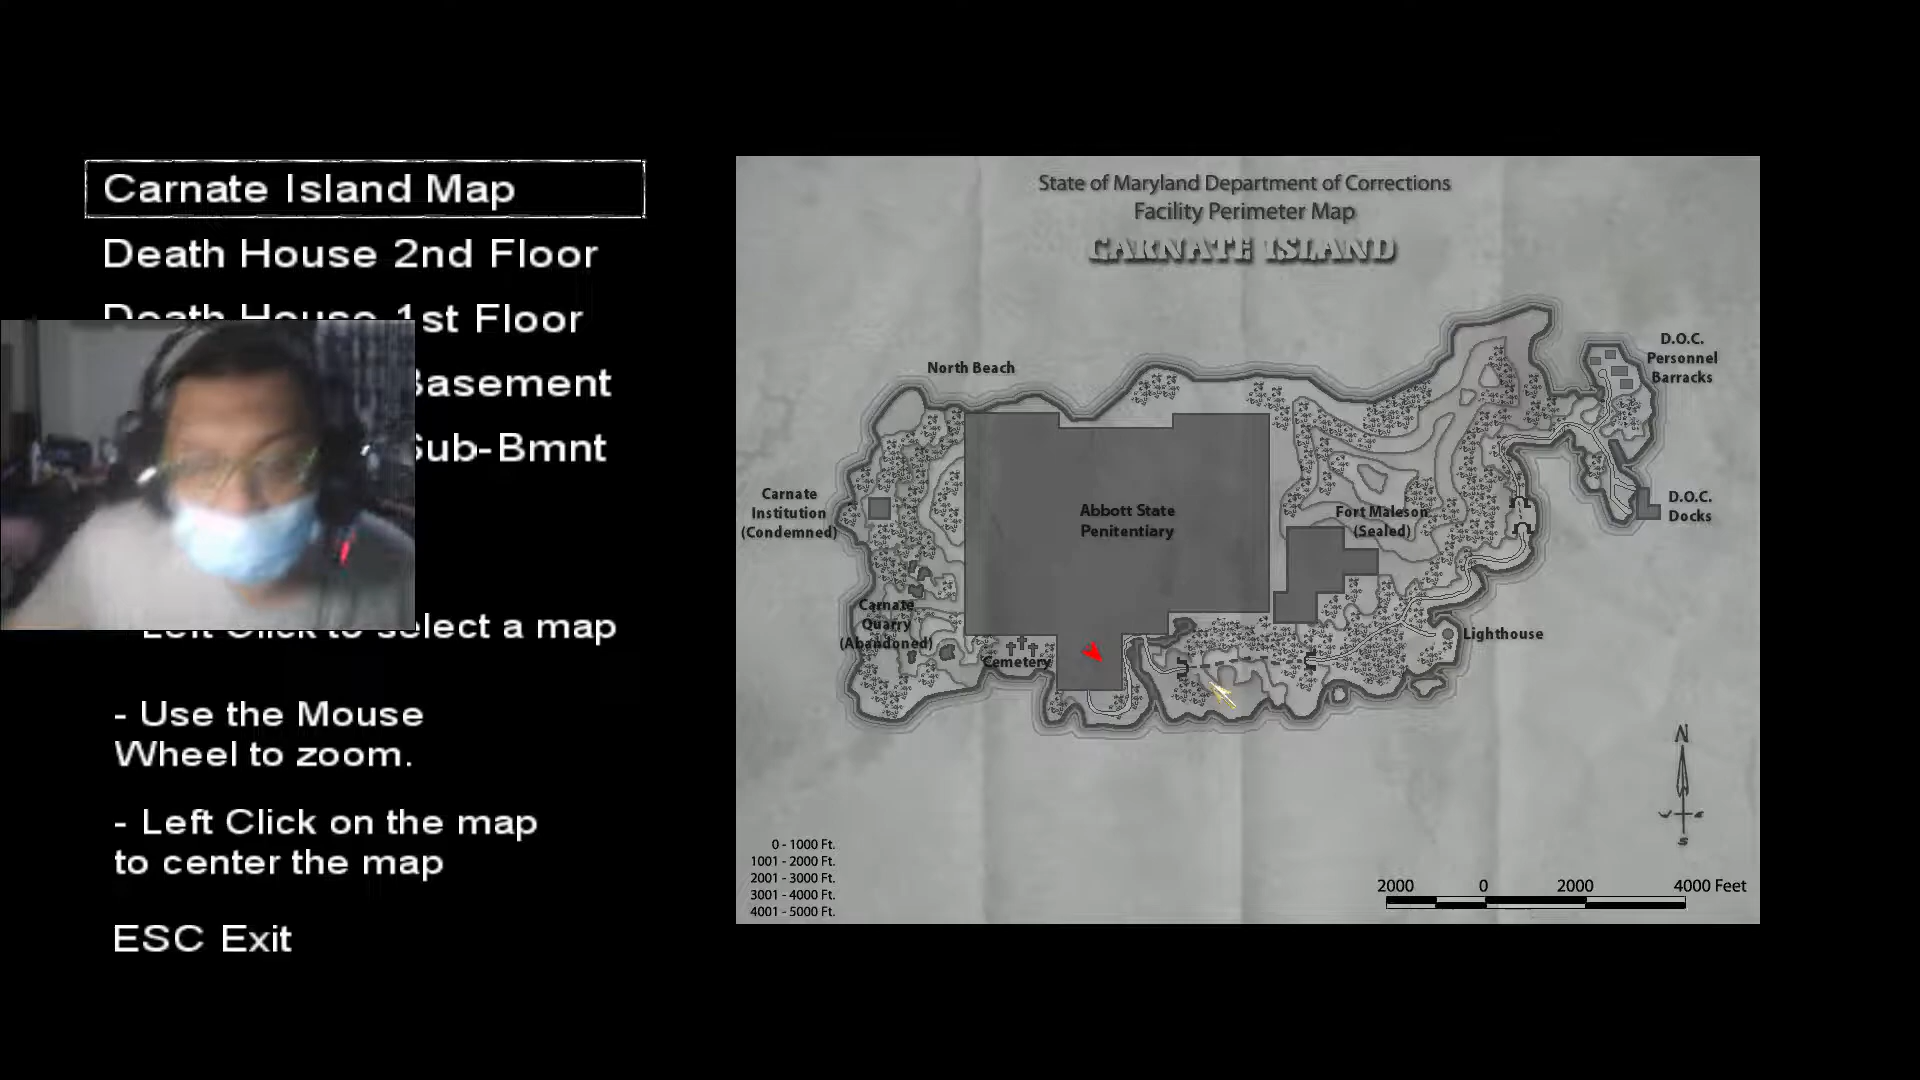 Carnate Island Map
Death House 2nd Floor
Death House 1st Floor
Basement
Sub-Bmnt
Left Click to select a map
- Use the Mouse
Wheel to zoom.
- Left Click on the map
to center the map
ESC Exit
State of Maryland Department of Corrections
Facility Perimeter Map
CARNATE ISLAND
North Beach
D.O.C.
Personnel
Barracks
Carnate
Institution
(Condemned)
Abbott State
Penitentiary
Fort Maleson
(Sealed)
D.O.C.
Docks
Carnate
Quarry
(Abandoned)
Cemetery
Lighthouse
N
S
0 - 1000 Ft.
1001 - 2000 Ft.
2001 - 3000 Ft.
3001 - 4000 Ft.
4001 - 5000 Ft.
2000 0 2000 4000 Feet